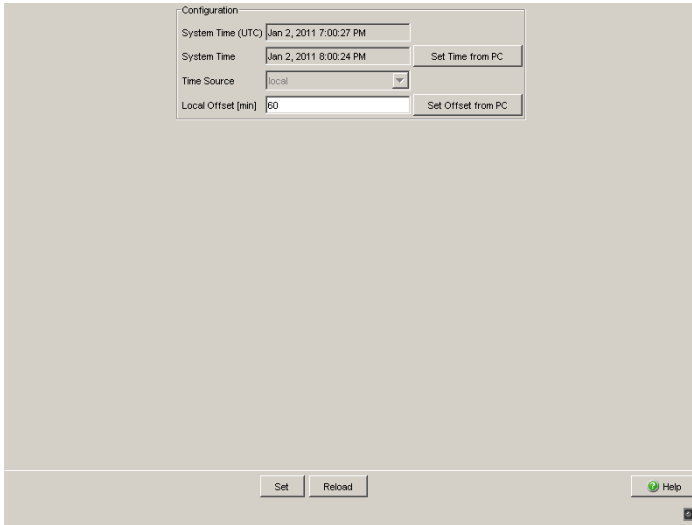 Configuration
System Time (UTC) Jan 2, 2011 7:00:27 PM
System Time Jan 2, 2011 8:00:24 PM Set Time from PC
Time Source local
Local Offset [min] 60 Set Offset from PC
Set Reload Help